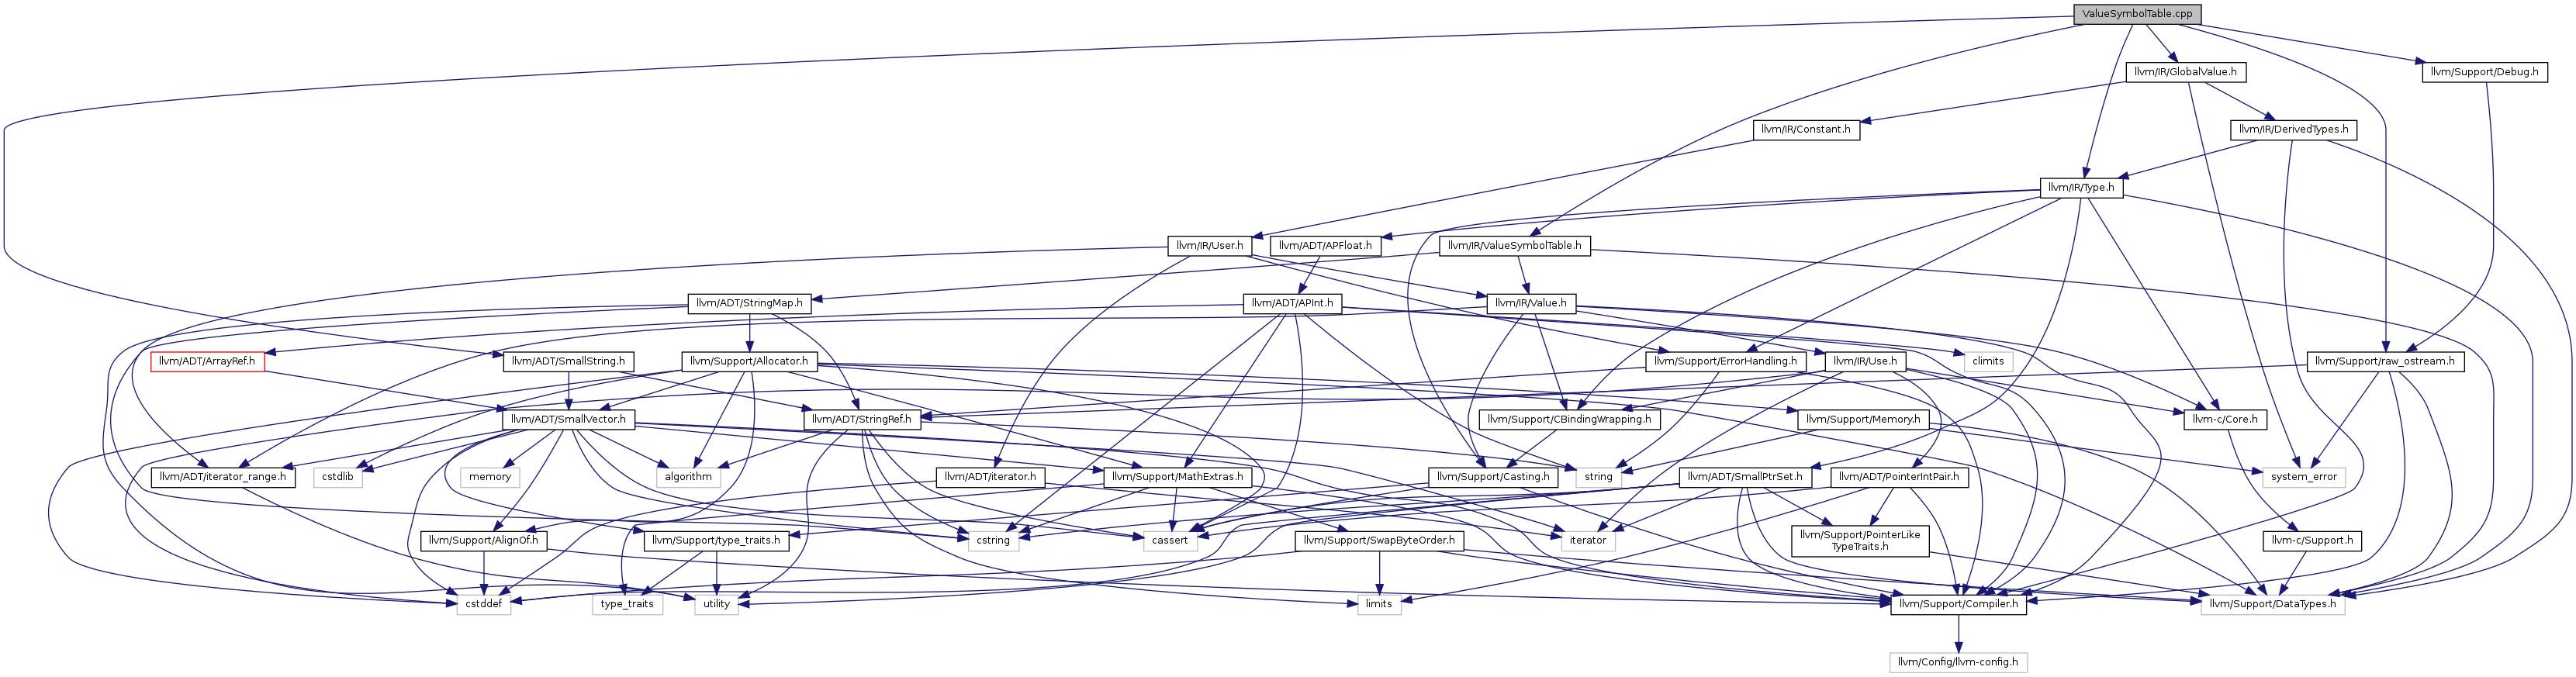 ValueSymbolTable.cpp
llvm/IR/GlobalValue.h
llvm/Support/Debug.h
llvm/IR/Constant.h
llvm/IR/DerivedTypes.h
llvm/IR/Type.h
llvm/IR/User.h
llvm/ADT/APFloat.h
llvm/IR/ValueSymbolTable.h
llvm/ADT/StringMap.h
llvm/ADT/APInt.h
llvm/IR/Value.h
llvm/ADT/ArrayRef.h
llvm/ADT/SmallString.h
llvm/Support/Allocator.h
llvm/Support/ErrorHandling.h
llvm/IR/Use.h
climits
llvm/Support/raw_ostream.h
llvm/ADT/SmallVector.h
llvm/ADT/StringRef.h
llvm/Support/CBindingWrapping.h
llvm/Support/Memory.h
llvm-c/Core.h
llvm/ADT/iterator_range.h
cstdlib
memory
algorithm
llvm/ADT/iterator.h
llvm/Support/MathExtras.h
llvm/Support/Casting.h
string
llvm/ADT/SmallPtrSet.h
llvm/ADT/PointerIntPair.h
system_error
llvm/Support/AlignOf.h
llvm/Support/type_traits.h
cstring
cassert
llvm/Support/SwapByteOrder.h
iterator
llvm/Support/PointerLike
TypeTraits.h
llvm-c/Support.h
cstddef
type_traits
utility
limits
llvm/Support/Compiler.h
llvm/Support/DataTypes.h
llvm/Config/llvm-config.h